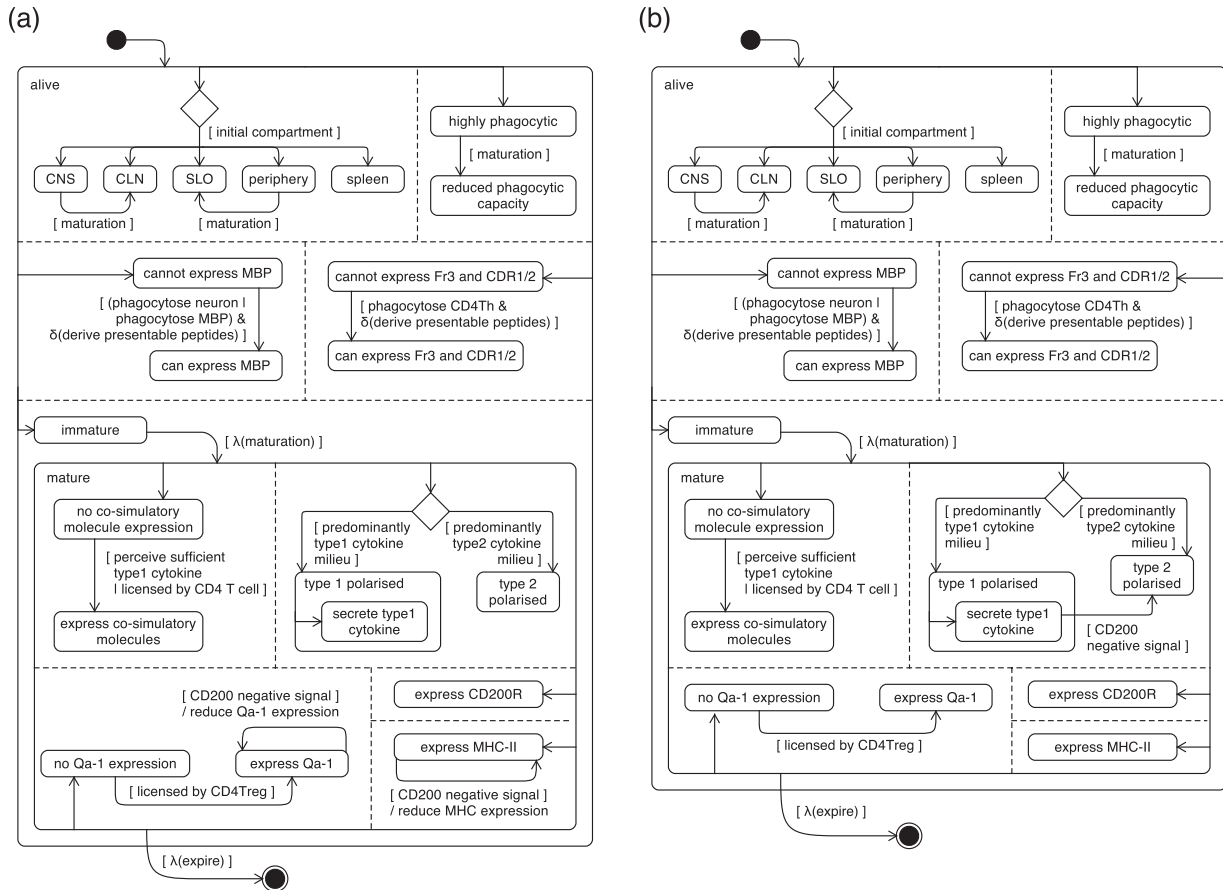 (a)
alive
[ initial compartment ]
CNS
CLN
SLO
periphery
spleen
[ maturation ]
[ maturation ]
highly phagocytic
[ maturation ]
reduced phagocytic
capacity
cannot express MBP
[ (phagocytose neuron |
phagocytose MBP) &
δ(derive presentable peptides) ]
can express MBP
cannot express Fr3 and CDR1/2
[ phagocytose CD4Th &
δ(derive presentable peptides) ]
can express Fr3 and CDR1/2
immature
[ λ(maturation) ]
mature
no co-simulatory
molecule expression
[ perceive sufficient
type1 cytokine
| licensed by CD4 T cell ]
express co-simulatory
molecules
[ predominantly
type1 cytokine
milieu ]
[ predominantly
type2 cytokine
milieu ]
type 1 polarised
secrete type1
cytokine
type 2
polarised
[ CD200 negative signal ]
/ reduce Qa-1 expression
no Qa-1 expression
express Qa-1
[ licensed by CD4Treg ]
express CD200R
express MHC-II
[ CD200 negative signal ]
/ reduce MHC expression
[ λ(expire) ]
(b)
alive
[ initial compartment ]
CNS
CLN
SLO
periphery
spleen
[ maturation ]
[ maturation ]
highly phagocytic
[ maturation ]
reduced phagocytic
capacity
cannot express MBP
[ (phagocytose neuron |
phagocytose MBP) &
δ(derive presentable peptides) ]
can express MBP
cannot express Fr3 and CDR1/2
[ phagocytose CD4Th &
δ(derive presentable peptides) ]
can express Fr3 and CDR1/2
immature
[ λ(maturation) ]
mature
no co-simulatory
molecule expression
[ perceive sufficient
type1 cytokine
| licensed by CD4 T cell ]
express co-simulatory
molecules
[ predominantly
type1 cytokine
milieu ]
[ predominantly
type2 cytokine
milieu ]
type 1 polarised
secrete type1
cytokine
type 2
polarised
[ CD200
negative signal ]
no Qa-1 expression
express Qa-1
[ licensed by CD4Treg ]
express CD200R
express MHC-II
[ λ(expire) ]